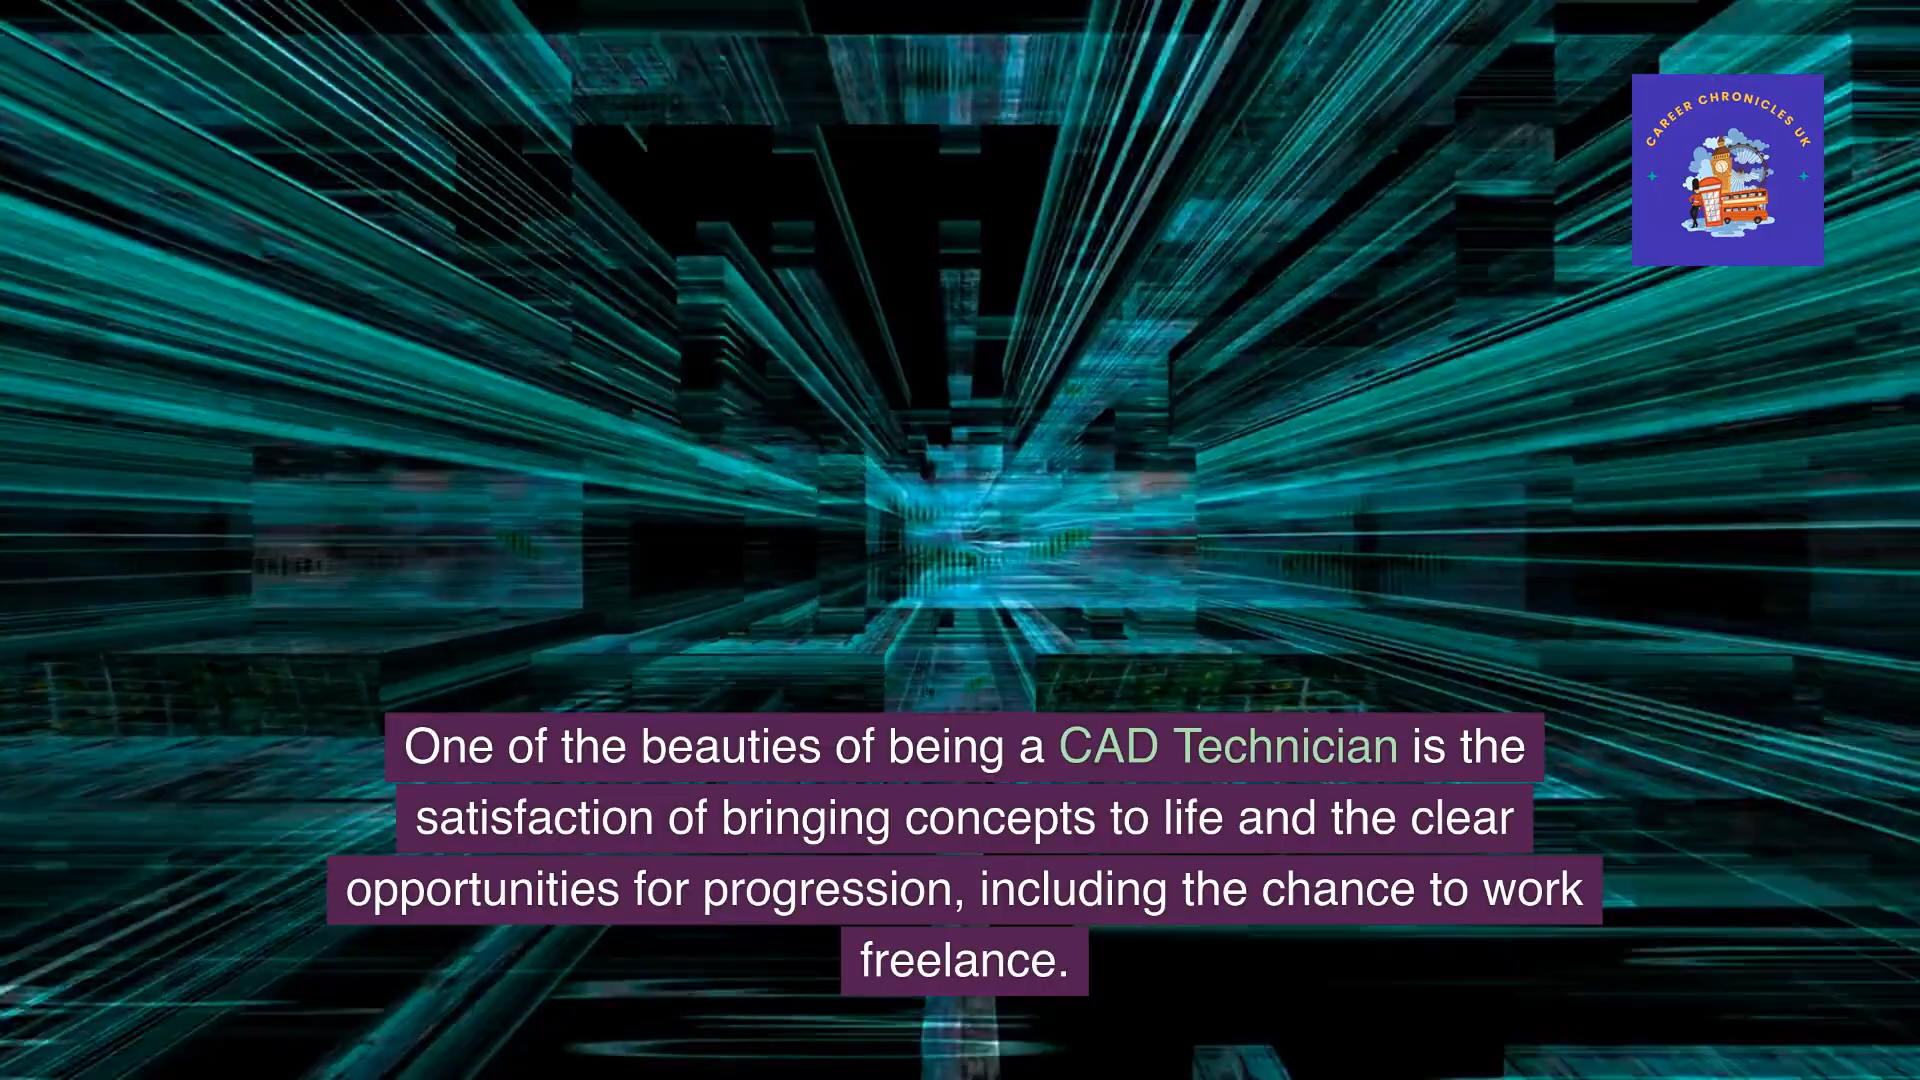 CAREER CHRONICLES UK
One of the beauties of being a CAD Technician is the
satisfaction of bringing concepts to life and the clear
opportunities for progression, including the chance to work
freelance.